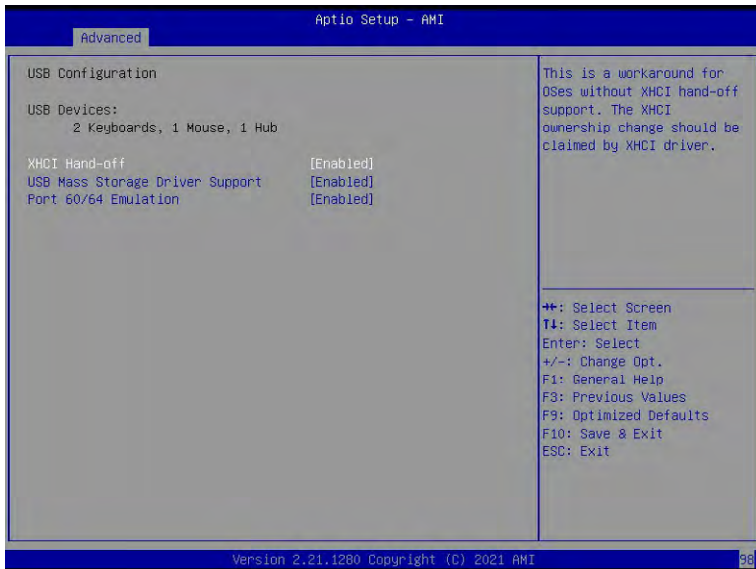 Aptio Setup – AMI
Advanced
USB Configuration
USB Devices:
2 Keyboards, 1 Mouse, 1 Hub
XHCI Hand-off [Enabled]
USB Mass Storage Driver Support [Enabled]
Port 60/64 Emulation [Enabled]
This is a workaround for
OSes without XHCI hand-off
support. The XHCI
ownership change should be
claimed by XHCI driver.
→←: Select Screen
↑↓: Select Item
Enter: Select
+/-: Change Opt.
F1: General Help
F3: Previous Values
F9: Optimized Defaults
F10: Save & Exit
ESC: Exit
Version 2.21.1280 Copyright (C) 2021 AMI
98